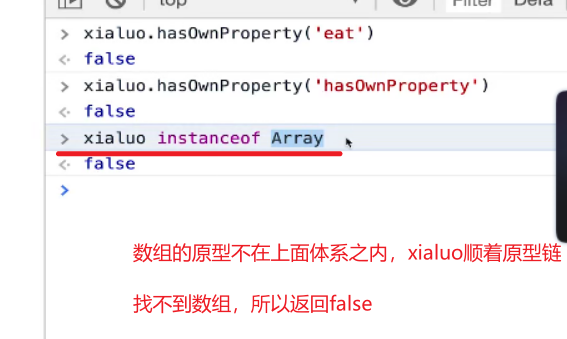 top
Filter Defa
> xialuo.hasOwnProperty('eat')
false
> xialuo.hasOwnProperty('hasOwnProperty')
false
> xialuo instanceof Array
false
>
数组的原型不在上面体系之内，xialuo顺着原型链
找不到数组，所以返回false